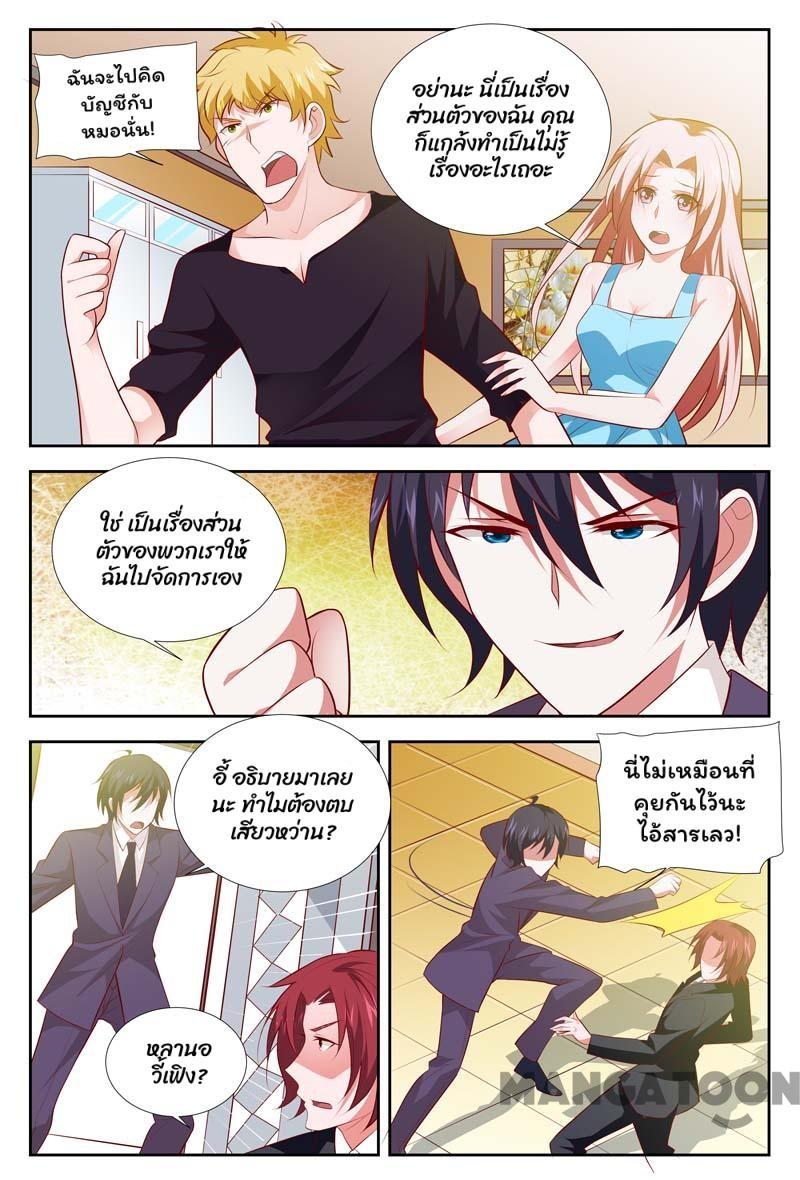 ฉันจะไปคิด
บัญชีกับ
หมอนั่น!
อย่านะ นี่เป็นเรื่อง
ส่วนตัวของฉัน คุณ
ก็แกล้งทำเป็นไม่รู้
เรื่องอะไรเถอะ
ใช่ เป็นเรื่องส่วน
ตัวของพวกเราให้
ฉันไปจัดการเอง
อี้ อธิบายมาเลย
นะ ทำไมต้องตบ
เสียวหว่าน?
หลานอ
วี้เฟิง?
นี่ไม่เหมือนที่
คุยกันไว้นะ
ไอ้สารเลว!
MANGATOON